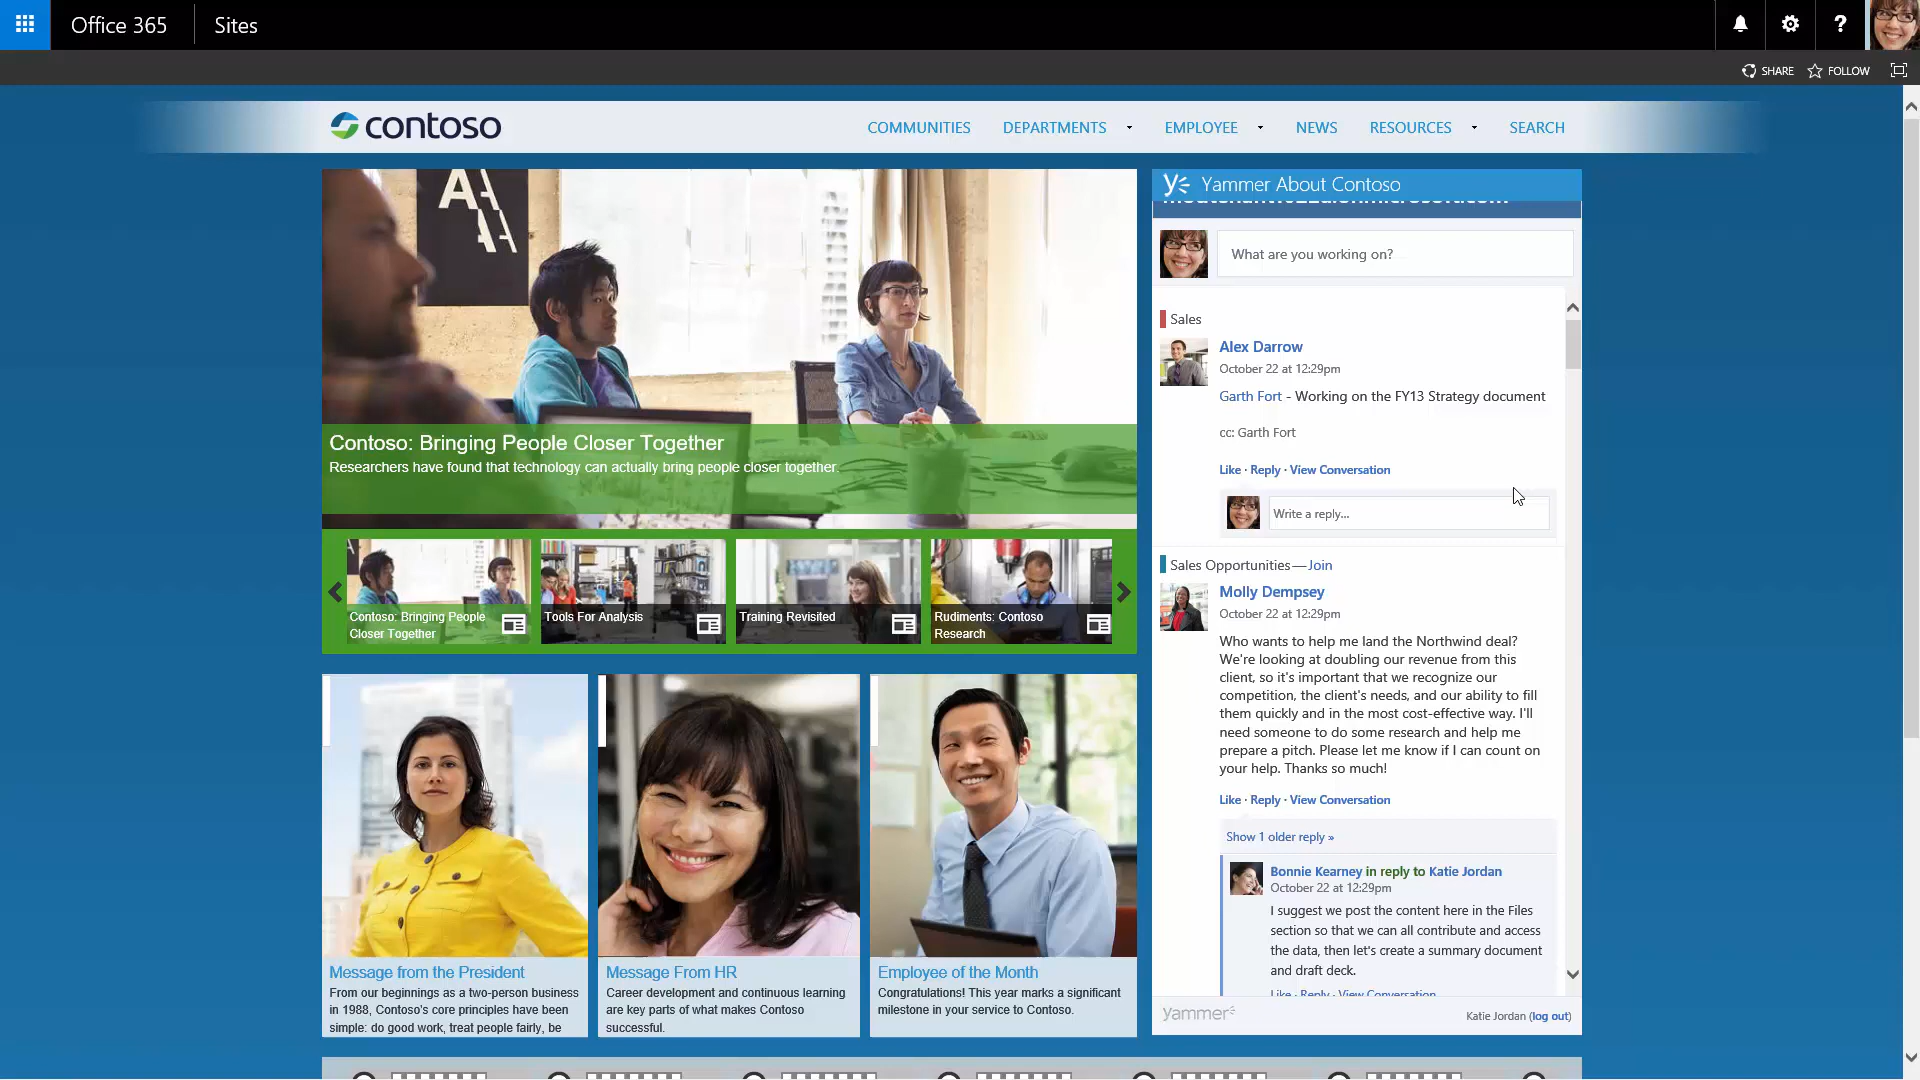 Office 365
Sites
SHARE
FOLLOW
contoso
COMMUNITIES
DEPARTMENTS
EMPLOYEE
NEWS
RESOURCES
SEARCH
Contoso: Bringing People Closer Together
Researchers have found that technology can actually bring people closer together.
Contoso: Bringing People
Closer Together
Tools For Analysis
Training Revisited
Rudiments: Contoso
Research
Message from the President
From our beginnings as a two-person business
in 1988, Contoso's core principles have been
simple: do good work, treat people fairly, be
Message From HR
Career development and continuous learning
are key parts of what makes Contoso
successful.
Employee of the Month
Congratulations! This year marks a significant
milestone in your service to Contoso.
Yammer About Contoso
What are you working on?
Sales
Alex Darrow
October 22 at 12:29pm
Garth Fort - Working on the FY13 Strategy document
cc: Garth Fort
Like · Reply · View Conversation
Write a reply...
Sales Opportunities—Join
Molly Dempsey
October 22 at 12:29pm
Who wants to help me land the Northwind deal?
We're looking at doubling our revenue from this
client, so it's important that we recognize our
competition, the client's needs, and our ability to fill
them quickly and in the most cost-effective way. I'll
need someone to do some research and help me
prepare a pitch. Please let me know if I can count on
your help. Thanks so much!
Like · Reply · View Conversation
Show 1 older reply »
Bonnie Kearney in reply to Katie Jordan
October 22 at 12:29pm
I suggest we post the content here in the Files
section so that we can all contribute and access
the data, then let's create a summary document
and draft deck.
Like · Reply · View Conversation
yammer
Katie Jordan (log out)